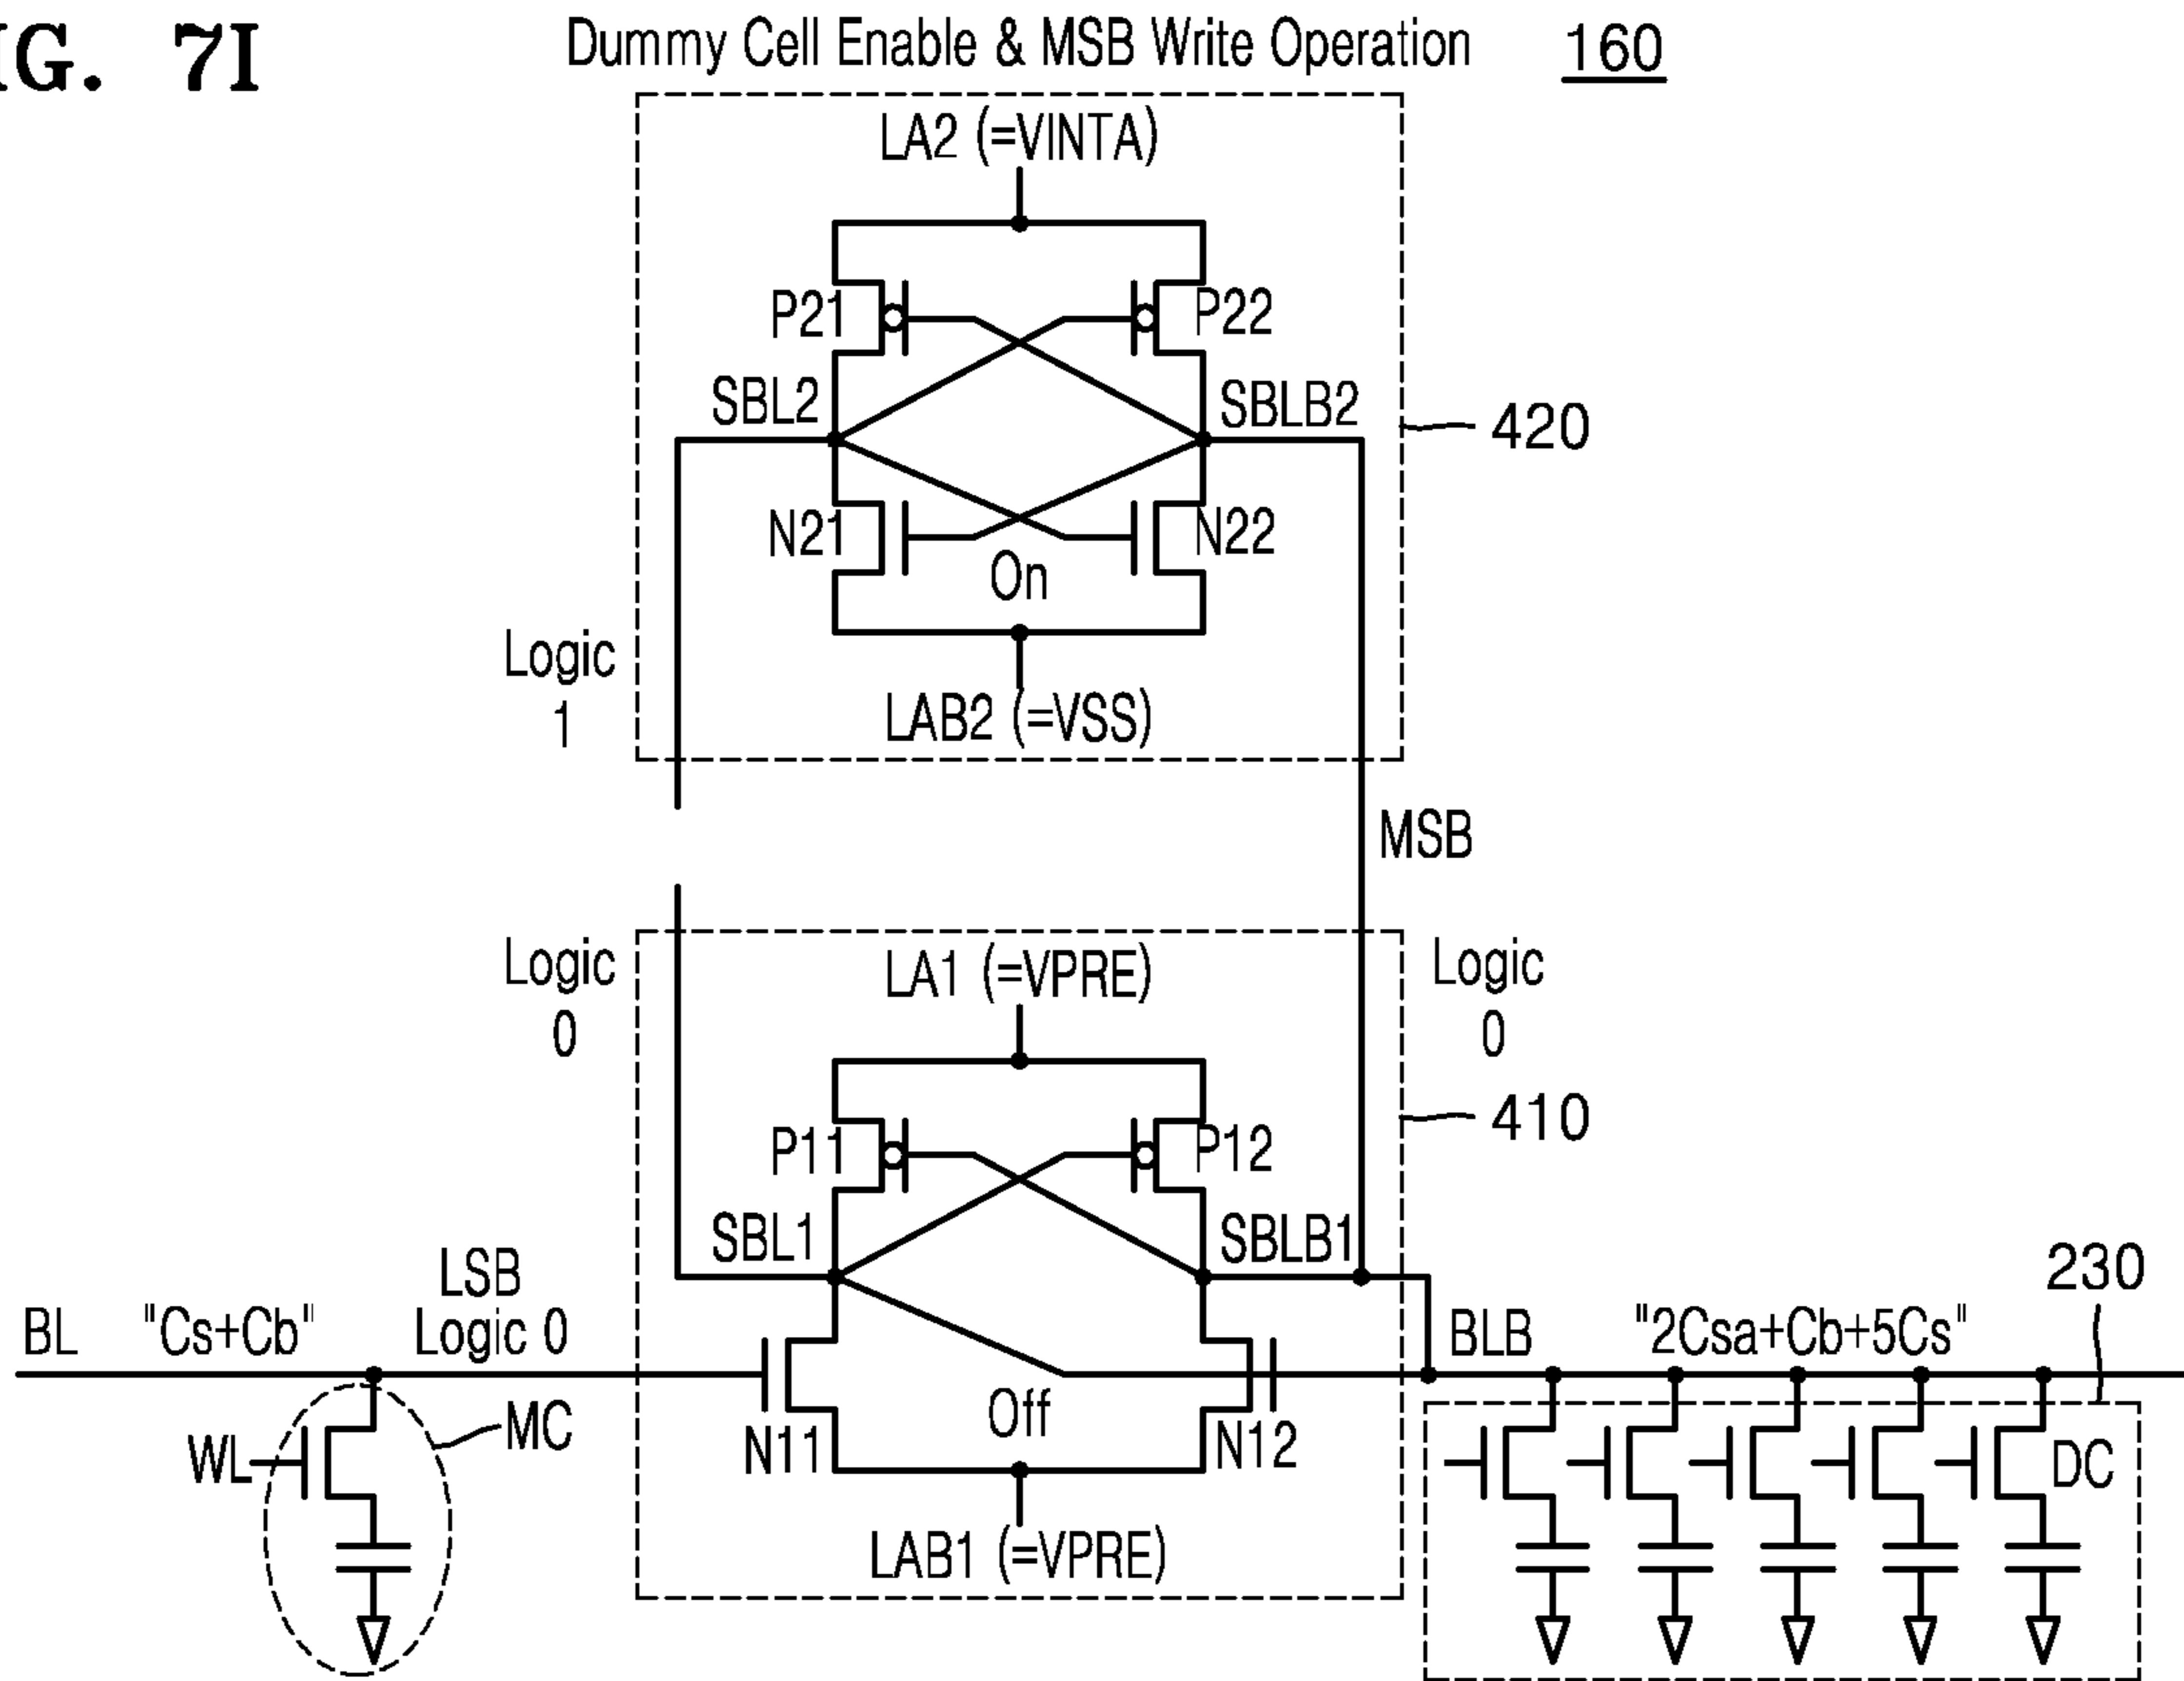 IG. 7I
Dummy Cell Enable & MSB Write Operation
160
LA2 (=VINTA)
P21
P22
SBL2
SBLB2
420
N21
N22
On
Logic
1
LAB2 (=VSS)
MSB
Logic
0
LA1 (=VPRE)
Logic
0
410
P11
P12
SBL1
SBLB1
230
LSB
BL
"Cs+Cb"
Logic 0
BLB
"2Csa+Cb+5Cs"
WL
MC
Off
N11
N12
DC
LAB1 (=VPRE)